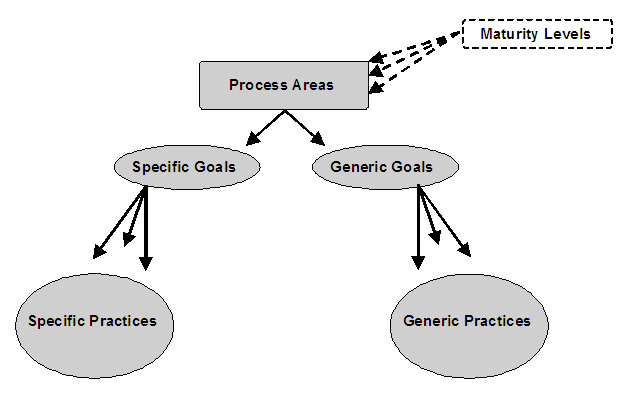 Maturity Levels
Process Areas
Specific Goals
Generic Goals
Specific Practices
Generic Practices